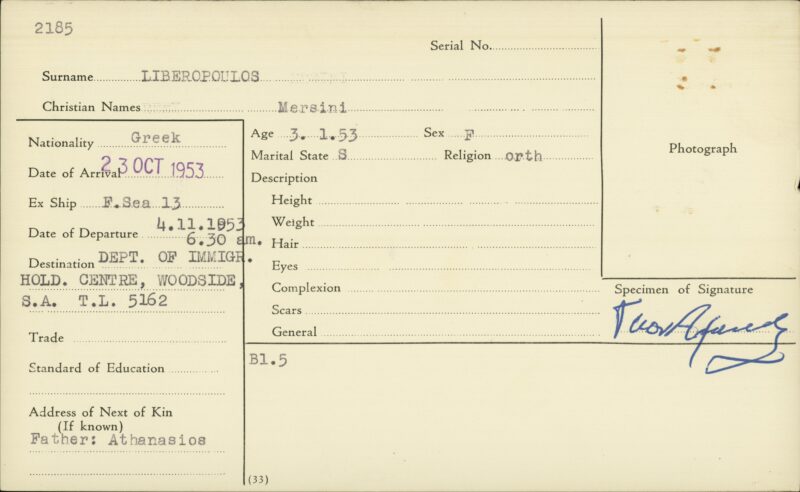 2185
Serial No.
Surname LIBEROPOULOS
Christian Names Mersini
Nationality Greek
Date of Arrival 23 OCT 1953
Ex Ship F.Sea 13
Date of Departure 4.11.1953
6.30 am.
Destination DEPT. OF IMMIGR.
HOLD. CENTRE, WOODSIDE,
S.A. T.L. 5162
Trade
Standard of Education
Address of Next of Kin
(If known)
Father: Athanasios
Age 3. 1.53 Sex F
Marital State S Religion orth
Description
Height
Weight
Hair
Eyes
Complexion
Scars
General
Photograph
Specimen of Signature
Bl.5
(33)